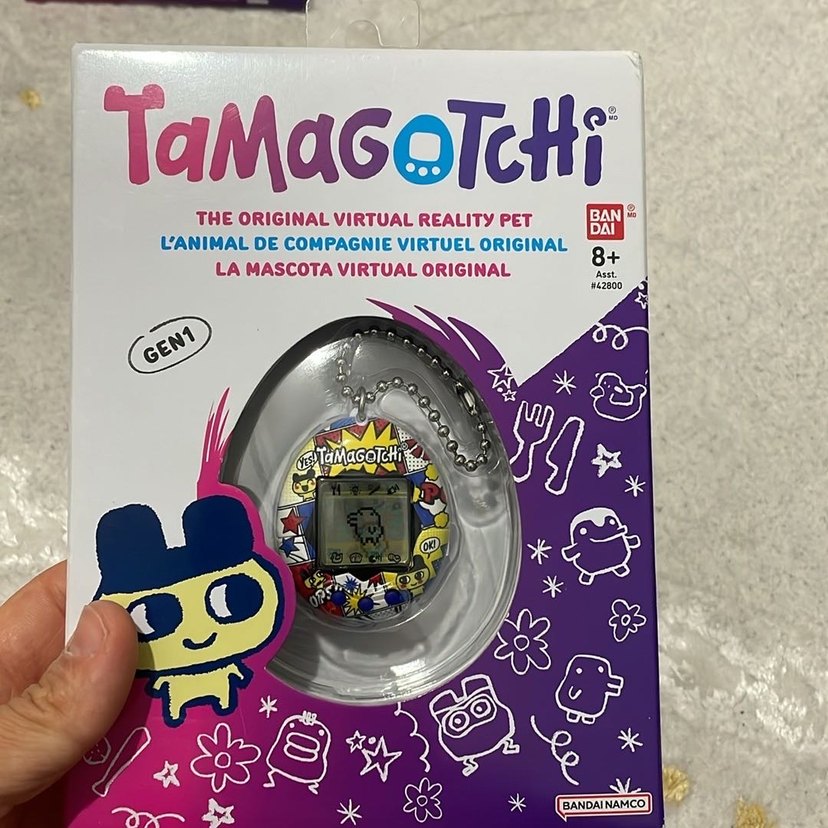 TaMaGOTCHi
® MD
THE ORIGINAL VIRTUAL REALITY PET
L'ANIMAL DE COMPAGNIE VIRTUEL ORIGINAL
LA MASCOTA VIRTUAL ORIGINAL
BAN
DAI
® MD
8+
Asst.
#42800
GEN1
YES!
TaMaGOTCHi
OK!
BANDAI NAMCO